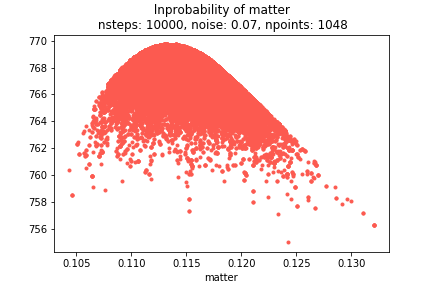 lnprobability of matter
nsteps: 10000, noise: 0.07, npoints: 1048
770
768
766
764
762
760
758
756
0.105 0.110 0.115 0.120 0.125 0.130
matter